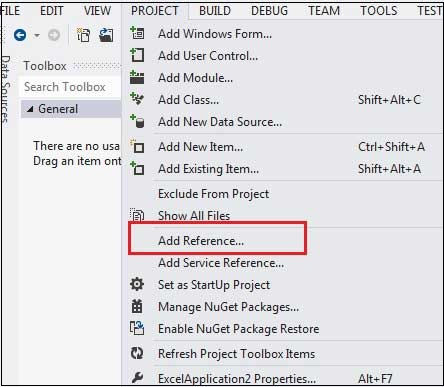 FILE EDIT VIEW PROJECT BUILD DEBUG TEAM TOOLS TEST
Data Sources
Toolbox
Search Toolbox
General
There are no usa
Drag an item ont
Add Windows Form...
Add User Control...
Add Module...
Add Class... Shift+Alt+C
Add New Data Source...
Add New Item... Ctrl+Shift+A
Add Existing Item... Shift+Alt+A
Exclude From Project
Show All Files
Add Reference...
Add Service Reference...
Set as StartUp Project
Manage NuGet Packages...
Enable NuGet Package Restore
Refresh Project Toolbox Items
ExcelApplication2 Properties... Alt+F7